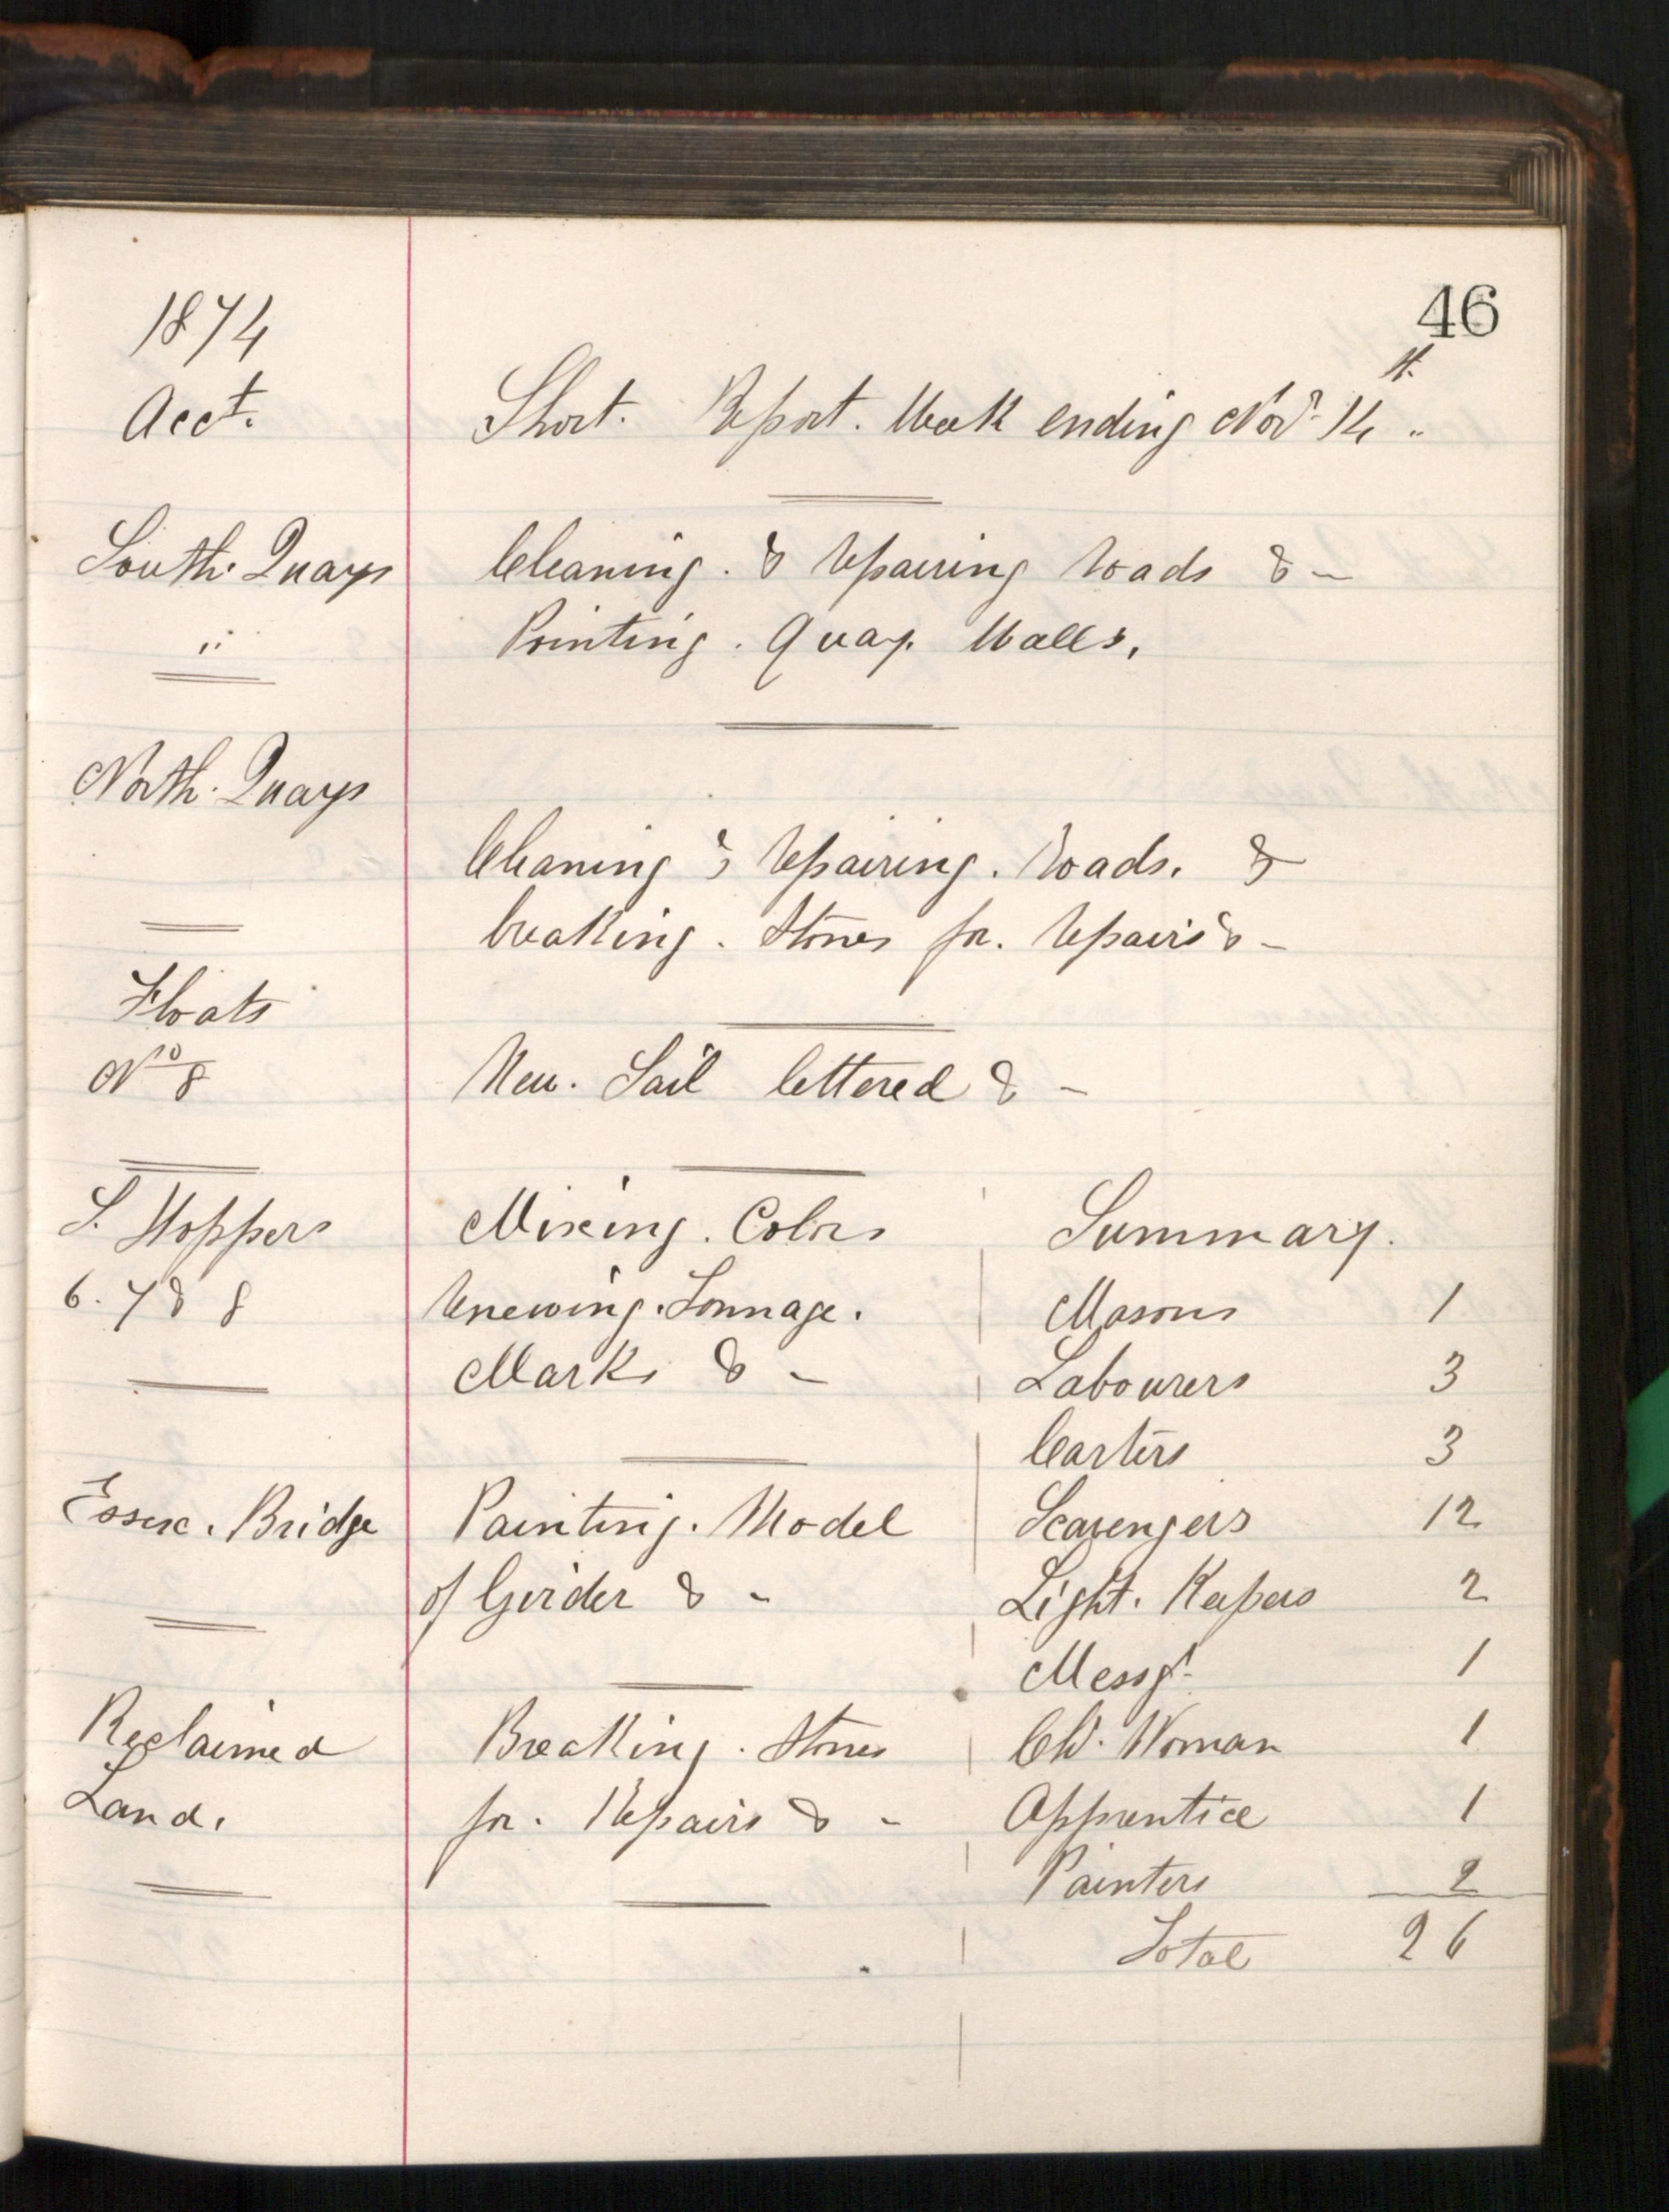 46
1874
Acct. Short. Report. Week ending Novr. 14th "
South. Quays Cleaning. & repairing roads & -
" Pointing. Quay. Walls.
North. Quays
Cleaning & repairing. Roads. &
breaking. Stones for. repairs & -
Floats
No 8 New. Sail lettered & -
S. Hoppers Mixing. Colors
6. 7 & 8 renewing. Tonnage.
Marks & -
Essex. Bridge Painting. Model
of Girder & -
Reclaimed Breaking. Stones
Land. for. Repairs & -
Summary.
Masons 1
Labourers 3
Carters 3
Scavengers 12
Light. Keepers 2
Messgr. 1
Cl'd. Woman 1
Apprentice 1
Painters 2
Total 26